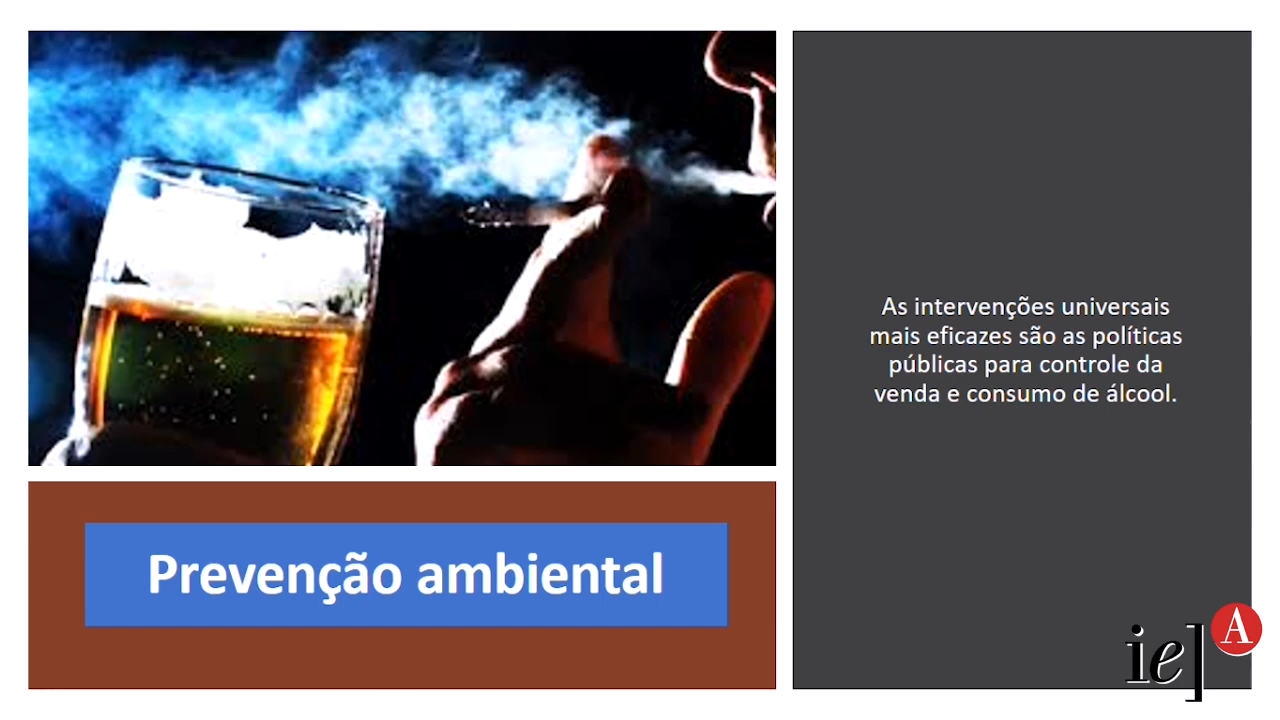 As intervenções universais
mais eficazes são as políticas
públicas para controle da
venda e consumo de álcool.
Prevenção ambiental
ie] A